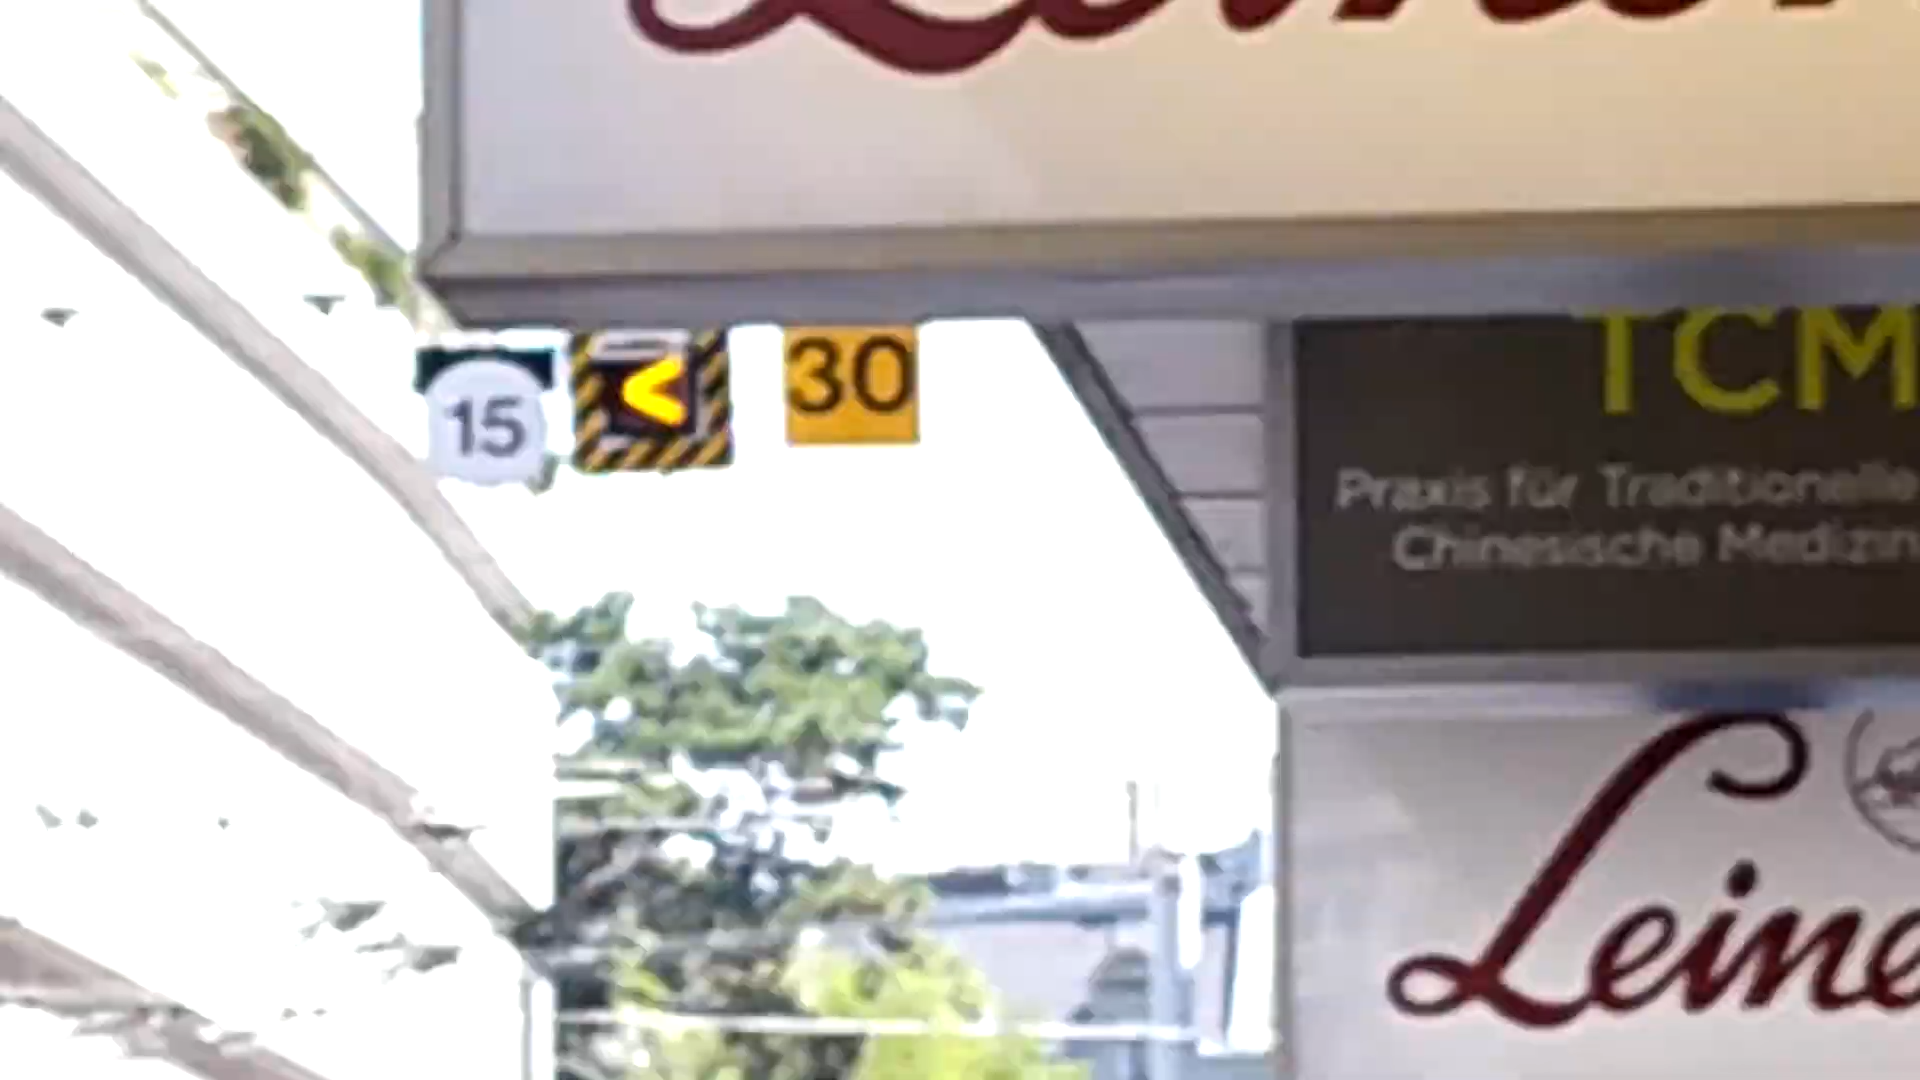 15
<
30
TCM
Praxis für Traditionelle
Chinesische Medizin
Leine